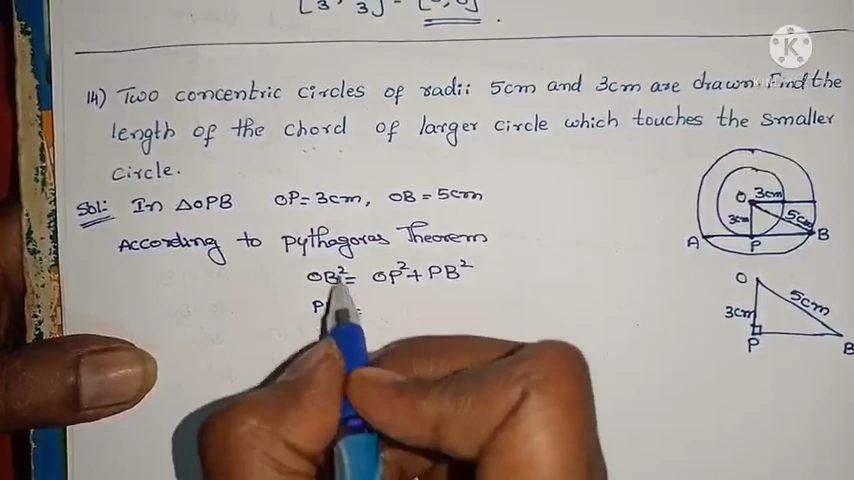 14) Two concentric circles of radii 5cm and 3cm are drawn Find the
length of the chord of larger circle which touches the smaller
circle.
Sol: In △OPB OP=3cm, OB=5cm
According to pythagoras Theorem
OB²= OP²+PB²
O 3cm
3cm 5cm
A P B
O
3cm 5cm
P B
K
KINEMASTER